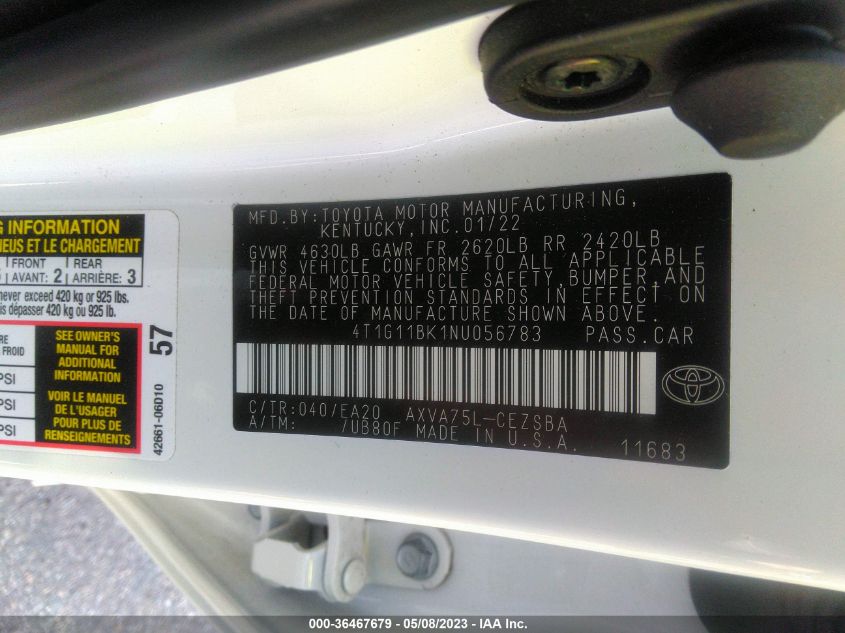 G INFORMATION
NEUS ET LE CHARGEMENT
FRONT REAR
AVANT: 2 ARRIÈRE: 3
never exceed 420 kg or 925 lbs.
is dépasser 420 kg ou 925 lb.
RE
FROID
PSI
PSI
PSI
SEE OWNER'S
MANUAL FOR
ADDITIONAL
INFORMATION
VOIR LE MANUEL
DE L'USAGER
POUR PLUS DE
RENSEIGNEMENTS
57
42661-06D10
MFD.BY:TOYOTA MOTOR MANUFACTURING,
KENTUCKY,INC.01/22
GVWR 4630LB GAWR FR 2620LB RR 2420LB
THIS VEHICLE CONFORMS TO ALL APPLICABLE
FEDERAL MOTOR VEHICLE SAFETY,BUMPER,AND
THEFT PREVENTION STANDARDS IN EFFECT ON
THE DATE OF MANUFACTURE SHOWN ABOVE.
4T1G11BK1NU056783 PASS.CAR
C/TR:040/EA20 AXVA75L-CEZSBA
A/TM: 7UB80F MADE IN U.S.A.
11683
000-36467679 - 05/08/2023 - IAA Inc.